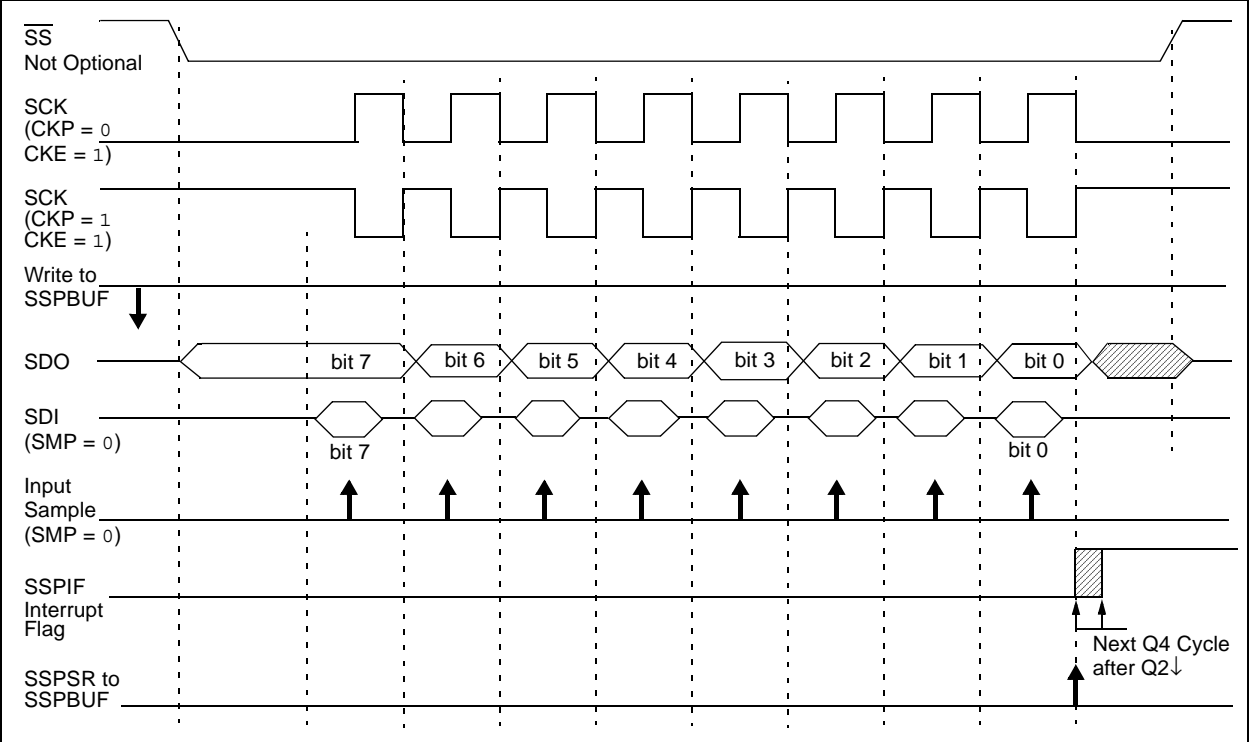 SS
Not Optional
SCK
(CKP = 0
CKE = 1)
SCK
(CKP = 1
CKE = 1)
Write to
SSPBUF
SDO
bit 7 bit 6 bit 5 bit 4 bit 3 bit 2 bit 1 bit 0
SDI
(SMP = 0)
bit 7 bit 0
Input
Sample
(SMP = 0)
SSPIF
Interrupt
Flag
Next Q4 Cycle
after Q2↓
SSPSR to
SSPBUF